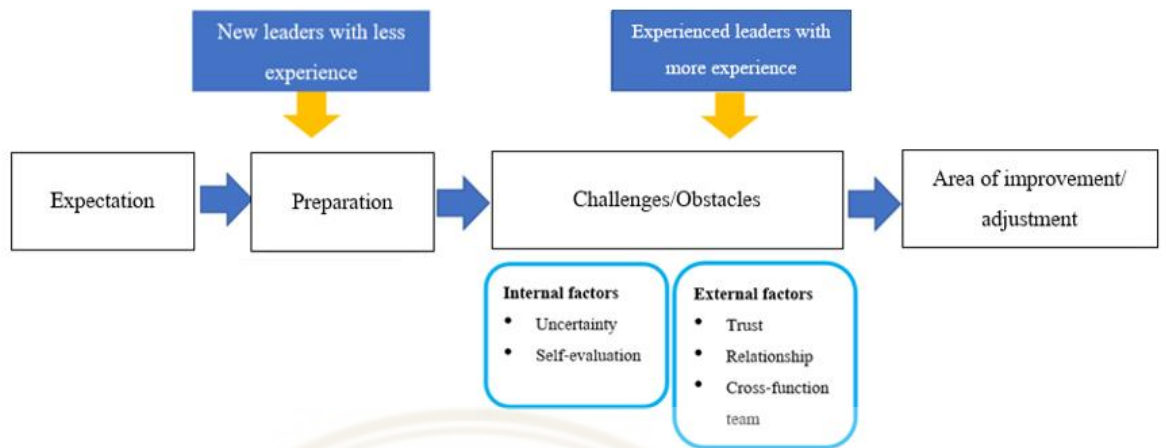 New leaders with less
experience
Experienced leaders with
more experience
Expectation
Preparation
Challenges/Obstacles
Area of improvement/
adjustment
Internal factors
• Uncertainty
• Self-evaluation
External factors
• Trust
• Relationship
• Cross-function
team